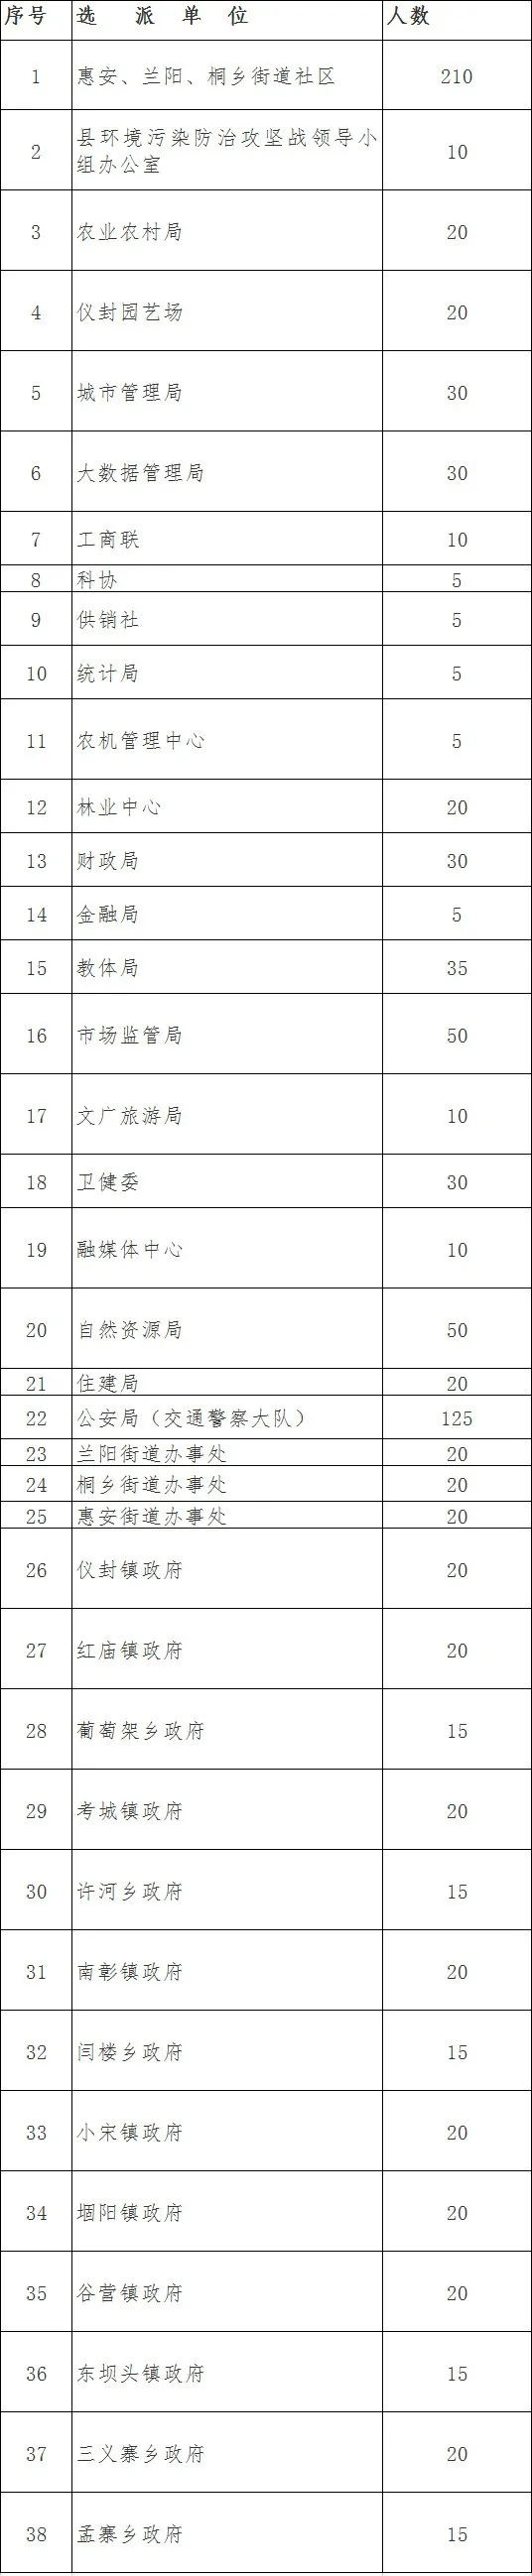 序号 选 派 单 位 人数
1 惠安、兰阳、桐乡街道社区 210
2 县环境污染防治攻坚战领导小
组办公室 10
3 农业农村局 20
4 仪封园艺场 20
5 城市管理局 30
6 大数据管理局 30
7 工商联 10
8 科协 5
9 供销社 5
10 统计局 5
11 农机管理中心 5
12 林业中心 20
13 财政局 30
14 金融局 5
15 教体局 35
16 市场监管局 50
17 文广旅游局 10
18 卫健委 30
19 融媒体中心 10
20 自然资源局 50
21 住建局 20
22 公安局（交通警察大队） 125
23 兰阳街道办事处 20
24 桐乡街道办事处 20
25 惠安街道办事处 20
26 仪封镇政府 20
27 红庙镇政府 20
28 葡萄架乡政府 15
29 考城镇政府 20
30 许河乡政府 15
31 南彰镇政府 20
32 闫楼乡政府 15
33 小宋镇政府 20
34 堌阳镇政府 20
35 谷营镇政府 20
36 东坝头镇政府 15
37 三义寨乡政府 20
38 孟寨乡政府 15